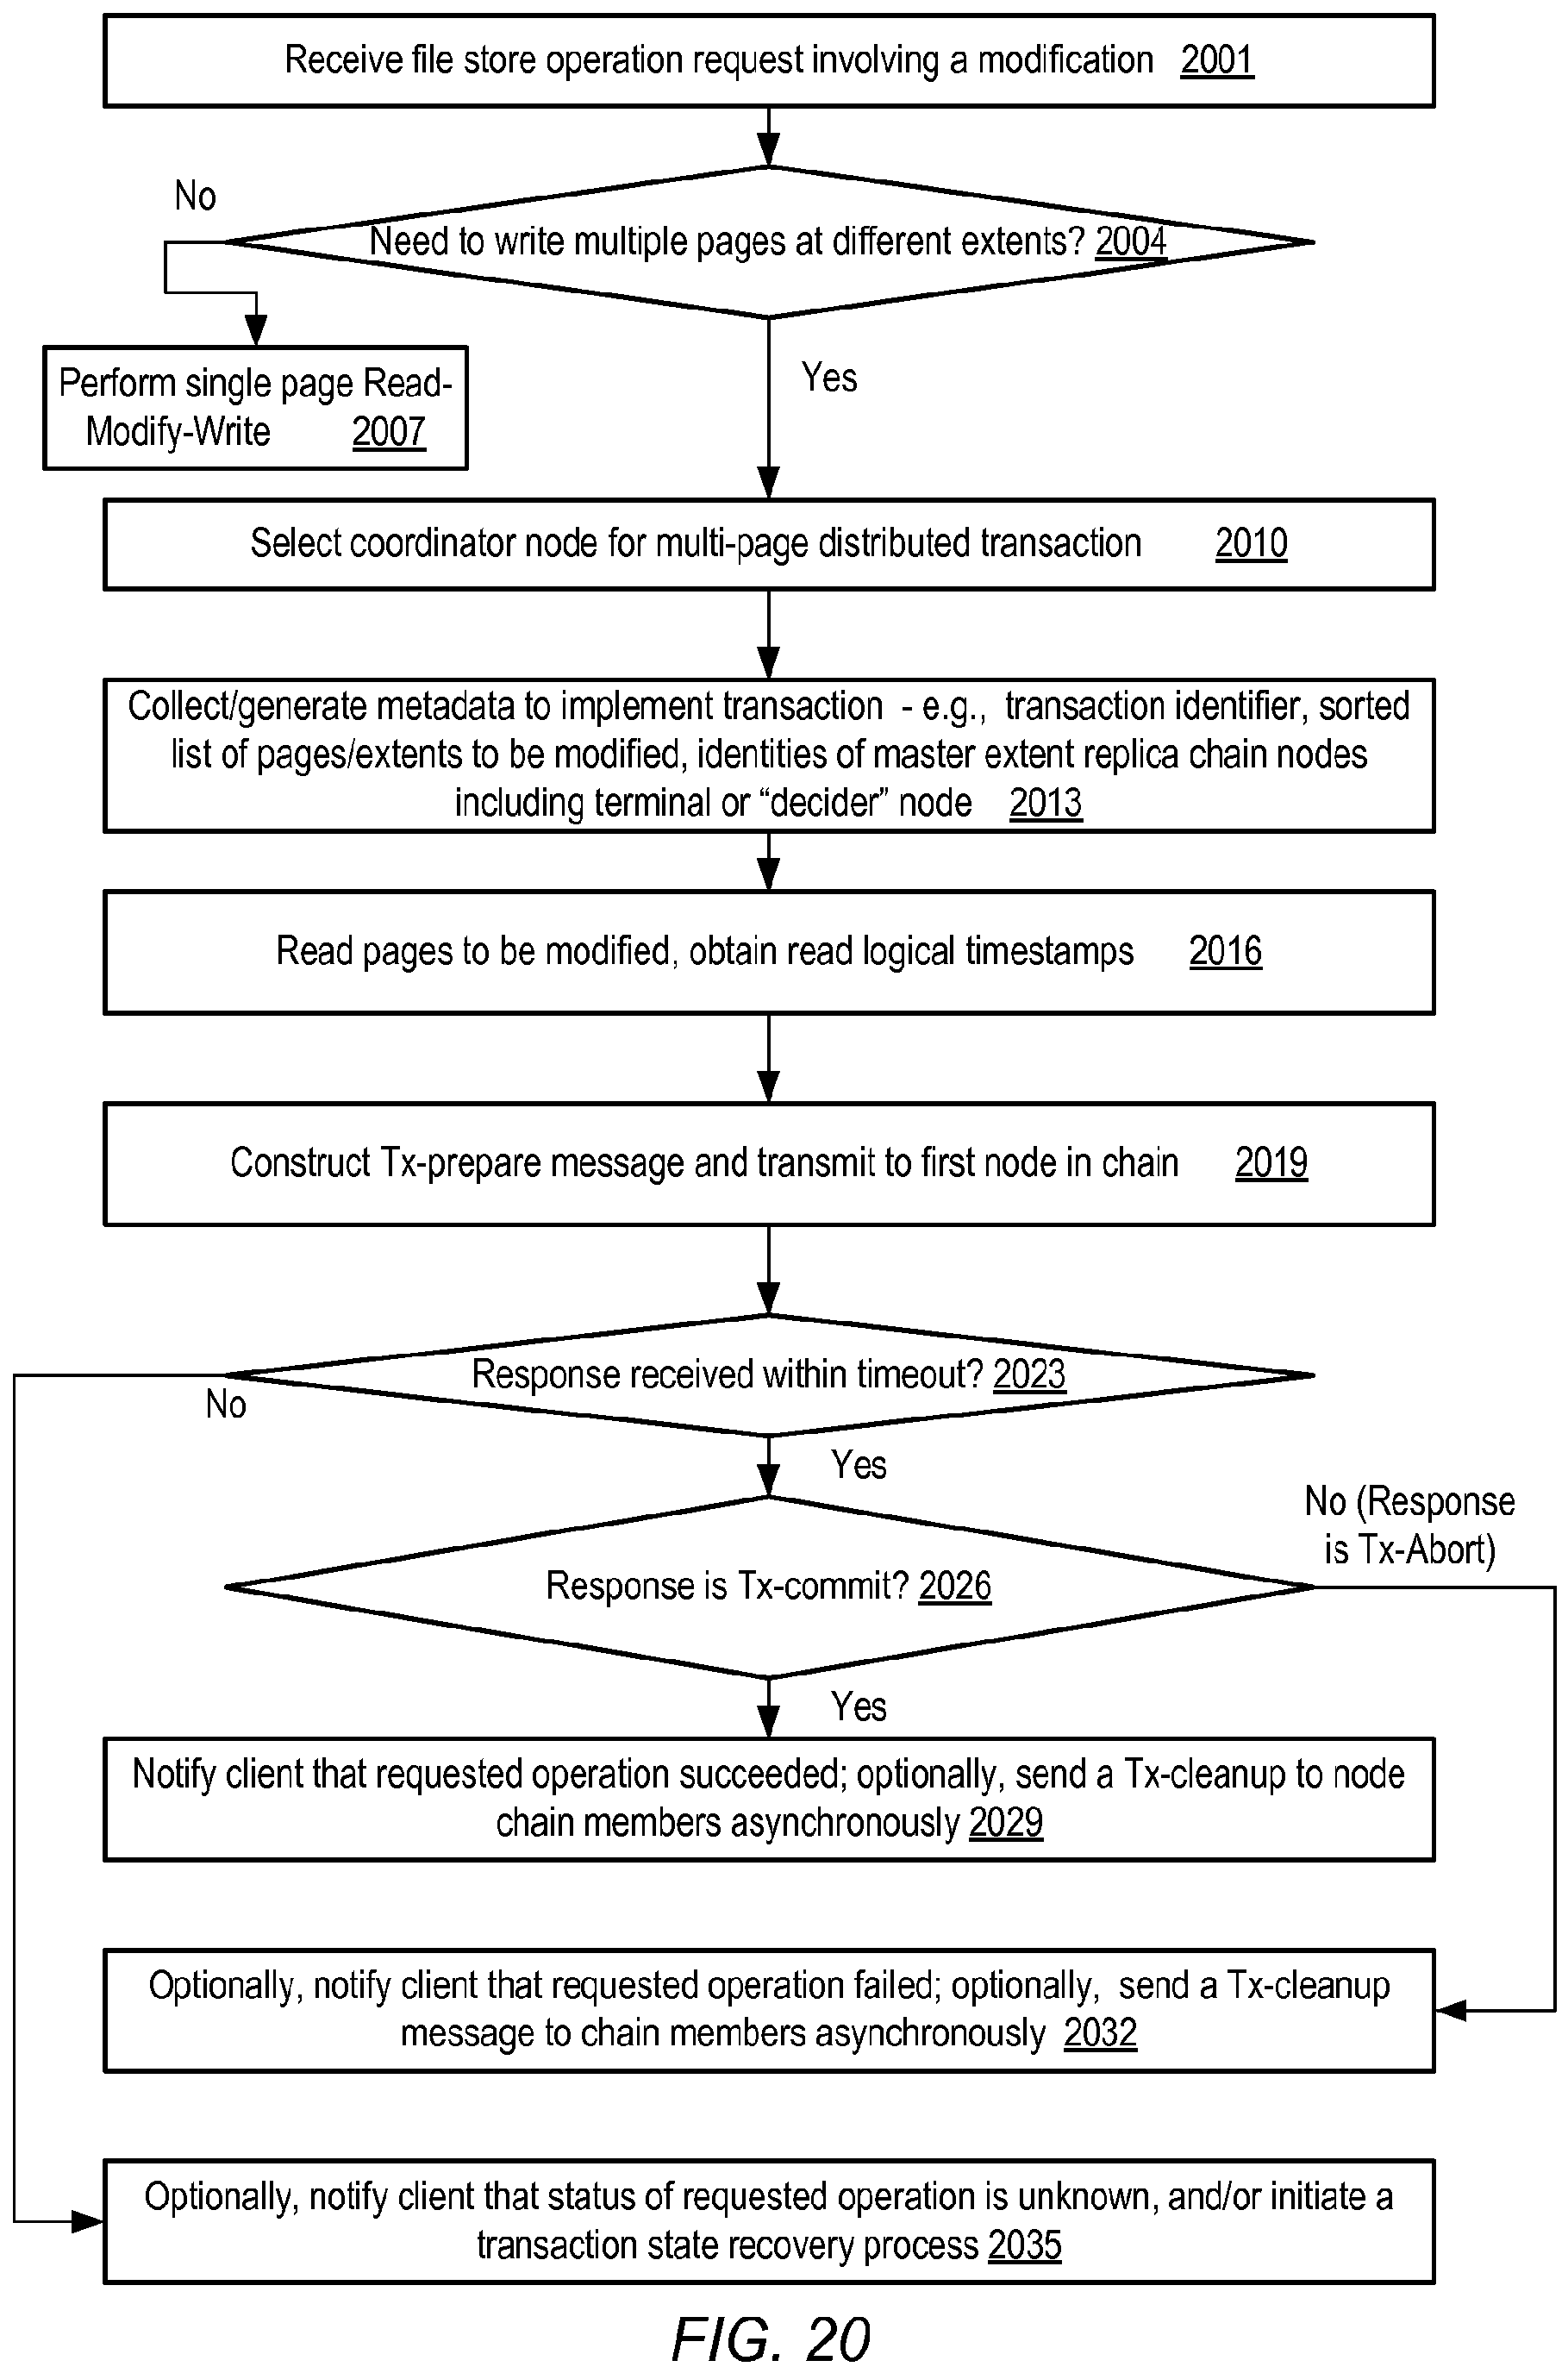 Receive file store operation request involving a modification 2001
No
Need to write multiple pages at different extents? 2004
Yes
Perform single page Read-
Modify-Write 2007
Select coordinator node for multi-page distributed transaction 2010
Collect/generate metadata to implement transaction - e.g., transaction identifier, sorted
list of pages/extents to be modified, identities of master extent replica chain nodes
including terminal or “decider” node 2013
Read pages to be modified, obtain read logical timestamps 2016
Construct Tx-prepare message and transmit to first node in chain 2019
Response received within timeout? 2023
No
Yes
No (Response
is Tx-Abort)
Response is Tx-commit? 2026
Yes
Notify client that requested operation succeeded; optionally, send a Tx-cleanup to node
chain members asynchronously 2029
Optionally, notify client that requested operation failed; optionally, send a Tx-cleanup
message to chain members asynchronously 2032
Optionally, notify client that status of requested operation is unknown, and/or initiate a
transaction state recovery process 2035
FIG. 20